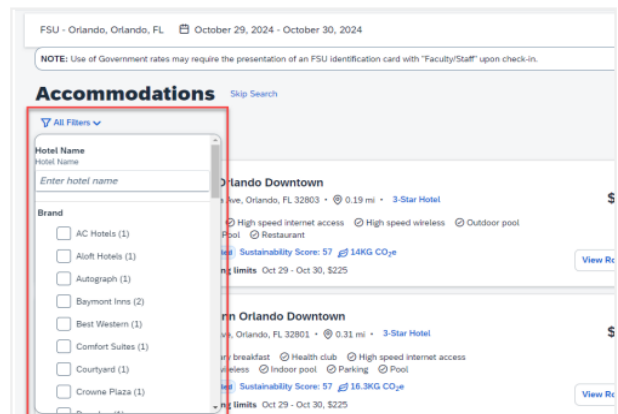 FSU - Orlando, Orlando, FL October 29, 2024 - October 30, 2024
NOTE: Use of Government rates may require the presentation of an FSU identification card with "Faculty/Staff" upon check-in.
Accommodations Skip Search
All Filters
Hotel Name
Hotel Name
Enter hotel name
Brand
AC Hotels (1)
Aloft Hotels (1)
Autograph (1)
Baymont Inns (2)
Best Western (1)
Comfort Suites (1)
Courtyard (1)
Crowne Plaza (1)
Orlando Downtown
Ave, Orlando, FL 32803 • 0.19 mi • 3-Star Hotel
$
High speed internet access High speed wireless Outdoor pool
Pool Restaurant
Sustainability Score: 57 14KG CO₂e
limits Oct 29 - Oct 30, $225
View Ro
Orlando Downtown
Orlando, FL 32801 • 0.31 mi • 3-Star Hotel
$
breakfast Health club High speed internet access
Indoor pool Parking Pool
Sustainability Score: 57 16.3KG CO₂e
limits Oct 29 - Oct 30, $225
View Ro